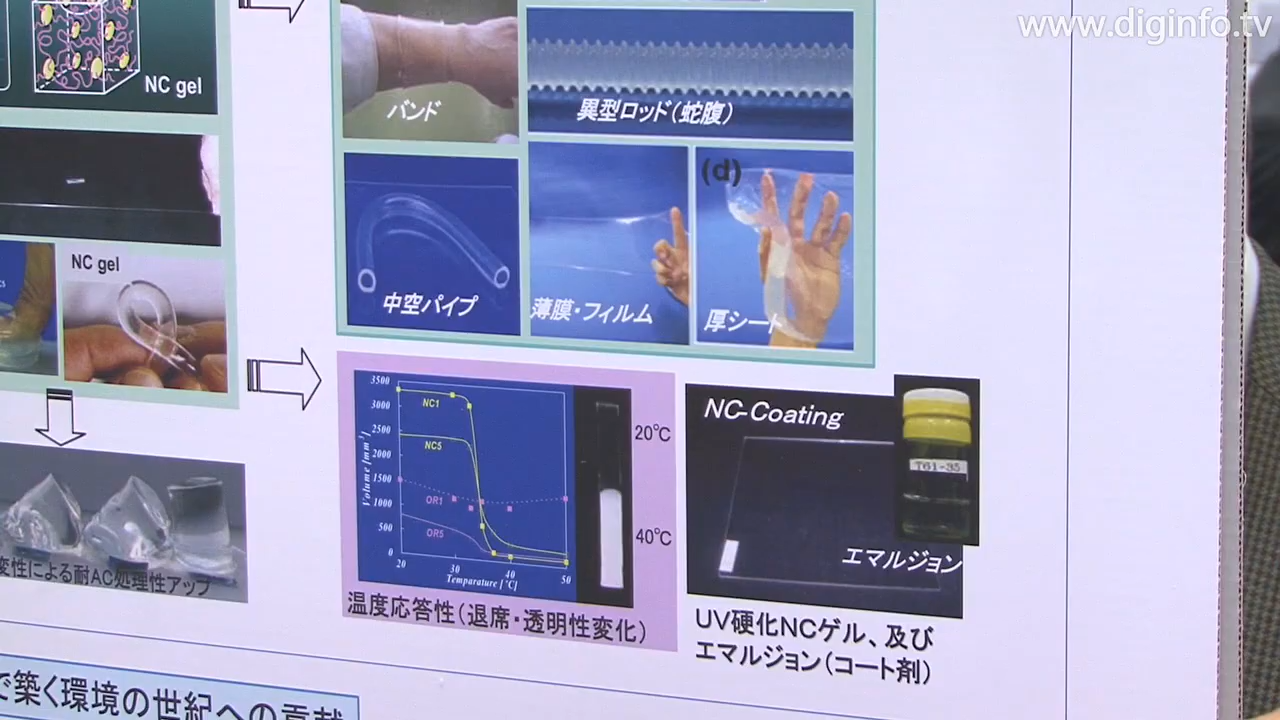 www.diginfo.tv
NC gel
バンド
異型ロッド(蛇腹)
(d)
中空パイプ
薄膜・フィルム
厚シート
NC gel
変性による耐AC処理性アップ
3500
3000
2500
2000
1500
1000
500
0
Volume [mm³]
NC1
NC5
OR1
OR5
20
30
40
50
Temparature [℃]
20℃
40℃
温度応答性(退席・透明性変化)
NC-Coating
T61-35
エマルジョン
UV硬化NCゲル、及び
エマルジョン(コート剤)
で築く環境の世紀への貢献